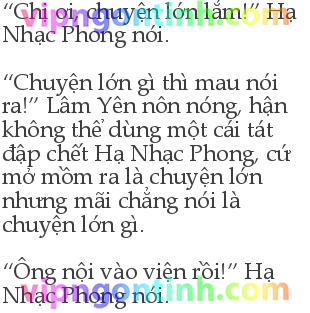 “Chị ơi, chuyện lớn lắm!” Hạ
Nhạc Phong nói.
“Chuyện lớn gì thì mau nói
ra!” Lâm Yên nôn nóng, hận
không thể dùng một cái tát
đập chết Hạ Nhạc Phong, cứ
mở mồm ra là chuyện lớn
nhưng mãi chẳng nói là
chuyện lớn gì.
“Ông nội vào viện rồi!” Hạ
Nhạc Phong nói.
vipngontinh.com
vipngontinh.com